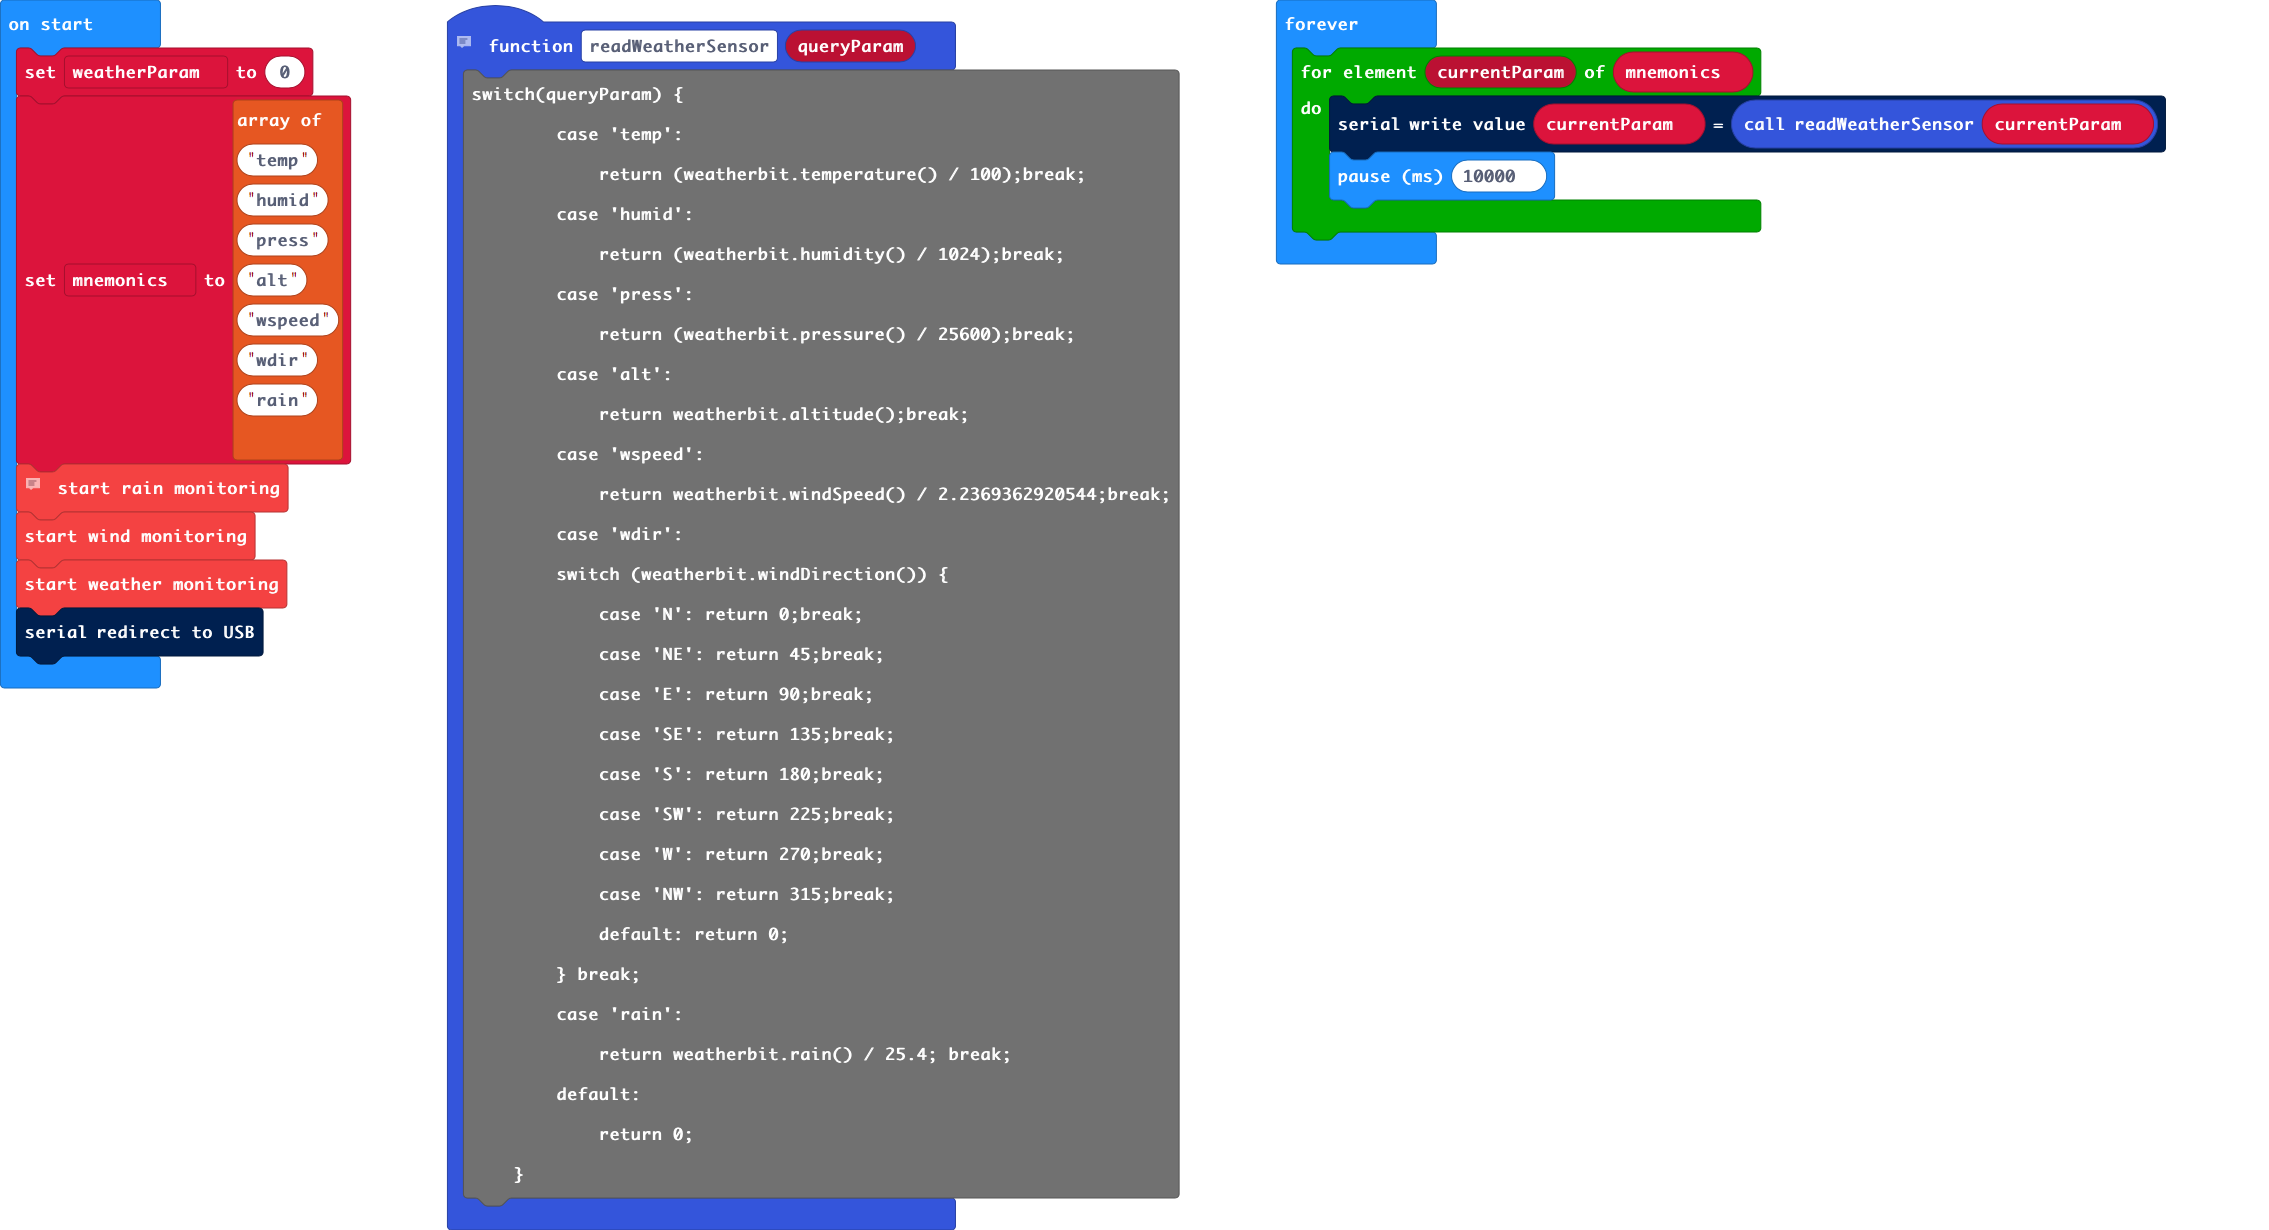 on start
set weatherParam to 0
set mnemonics to
array of
"temp"
"humid"
"press"
"alt"
"wspeed"
"wdir"
"rain"
start rain monitoring
start wind monitoring
start weather monitoring
serial redirect to USB
function readWeatherSensor queryParam
switch(queryParam) {
case 'temp':
return (weatherbit.temperature() / 100);break;
case 'humid':
return (weatherbit.humidity() / 1024);break;
case 'press':
return (weatherbit.pressure() / 25600);break;
case 'alt':
return weatherbit.altitude();break;
case 'wspeed':
return weatherbit.windSpeed() / 2.2369362920544;break;
case 'wdir':
switch (weatherbit.windDirection()) {
case 'N': return 0;break;
case 'NE': return 45;break;
case 'E': return 90;break;
case 'SE': return 135;break;
case 'S': return 180;break;
case 'SW': return 225;break;
case 'W': return 270;break;
case 'NW': return 315;break;
default: return 0;
} break;
case 'rain':
return weatherbit.rain() / 25.4; break;
default:
return 0;
}
forever
for element currentParam of mnemonics
do
serial write value currentParam = call readWeatherSensor currentParam
pause (ms) 10000